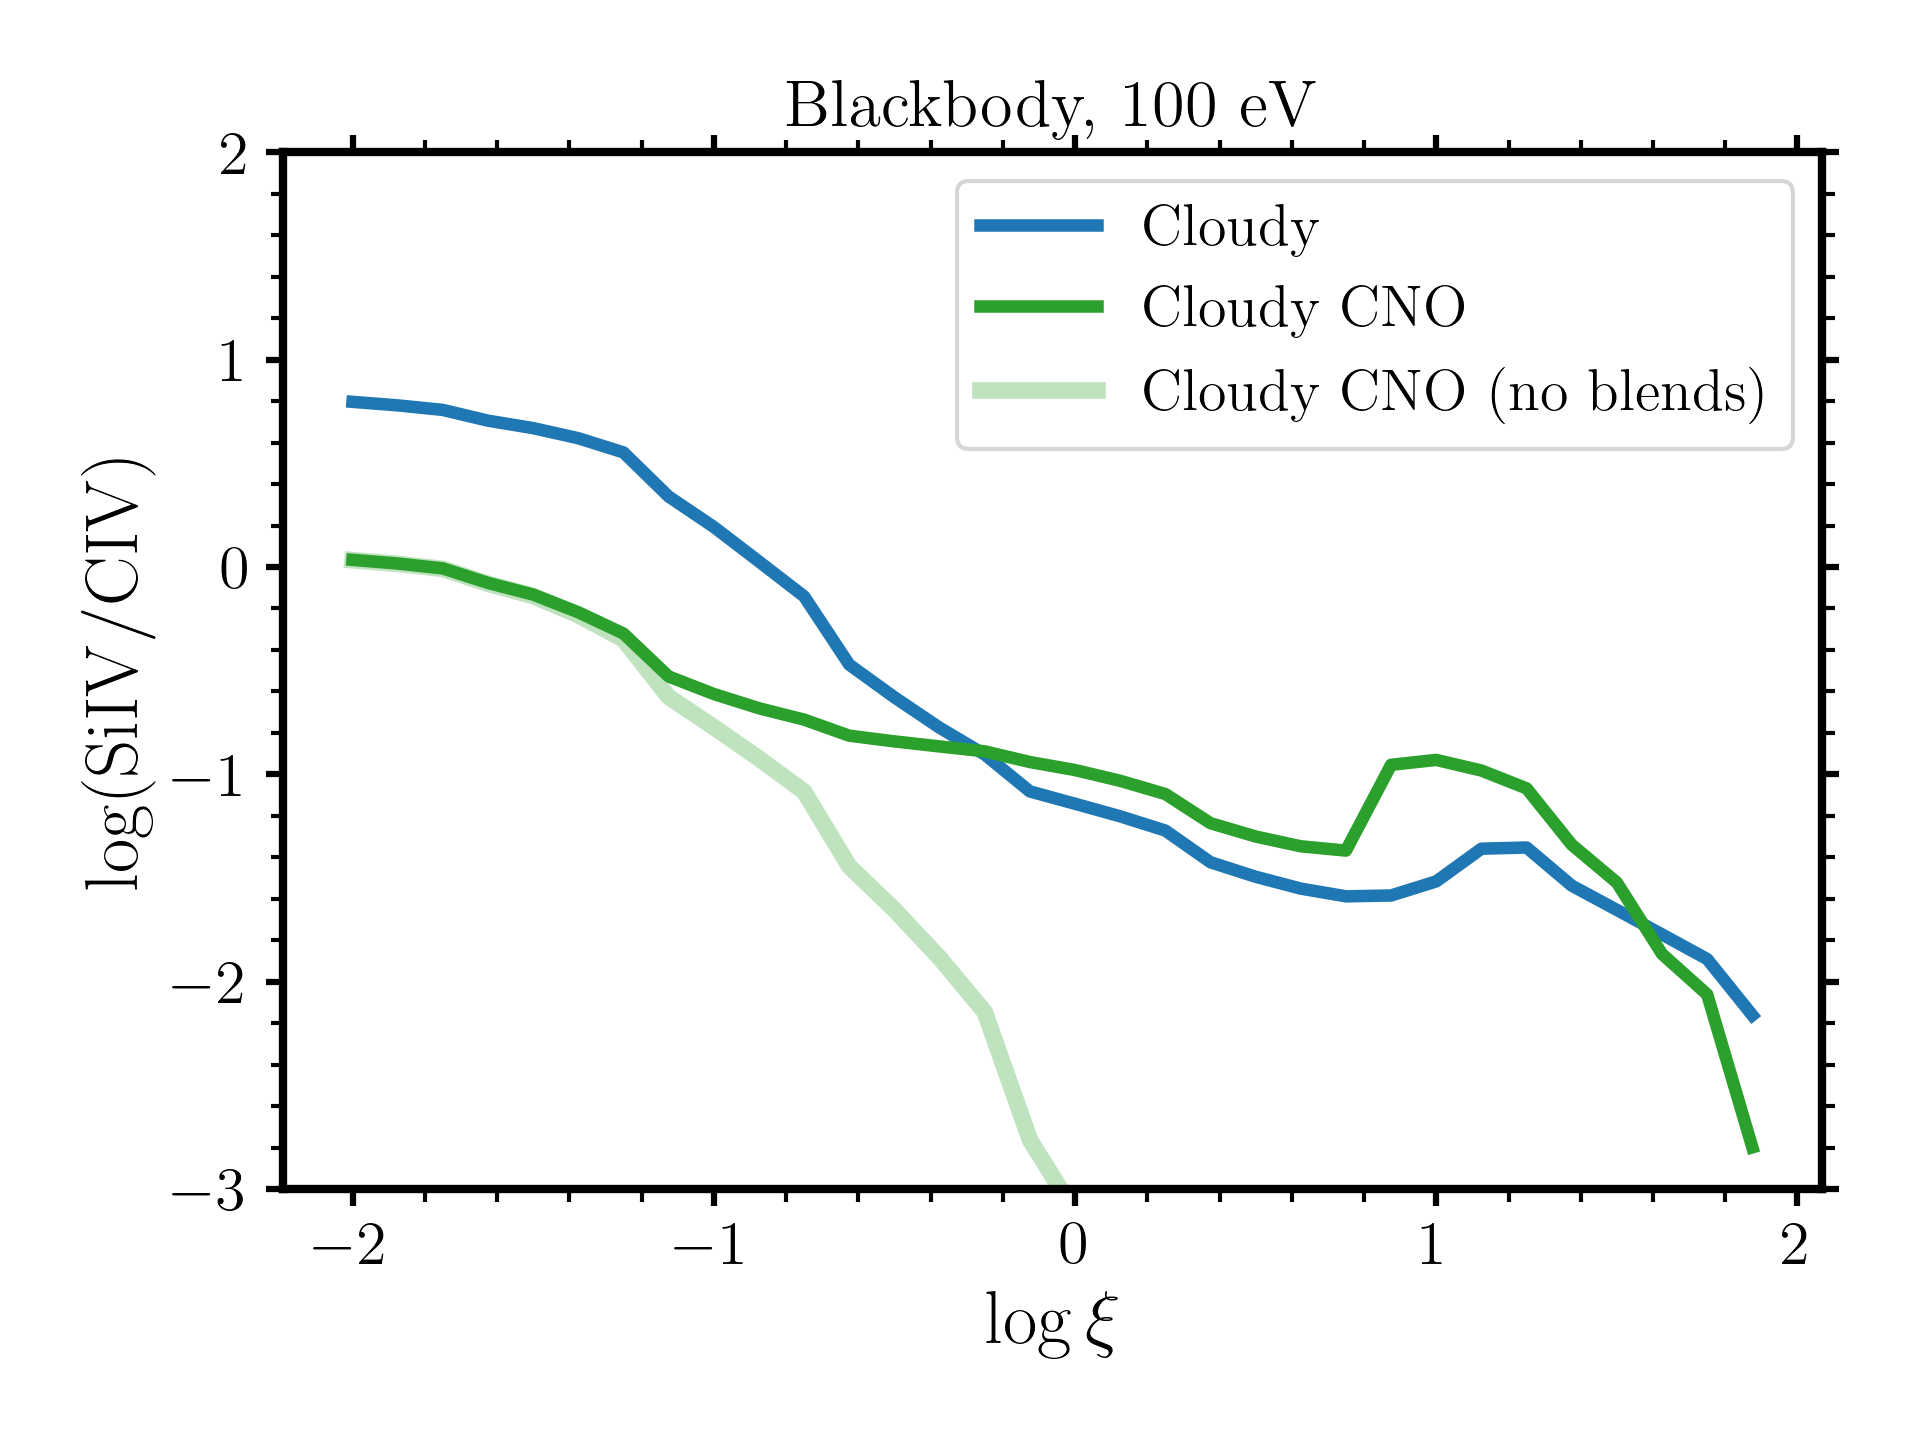 Blackbody, 100 eV
Cloudy
Cloudy CNO
Cloudy CNO (no blends)
log(SiIV/CIV)
2
1
0
−1
−2
−3
−2 −1 0 1 2
log ξ